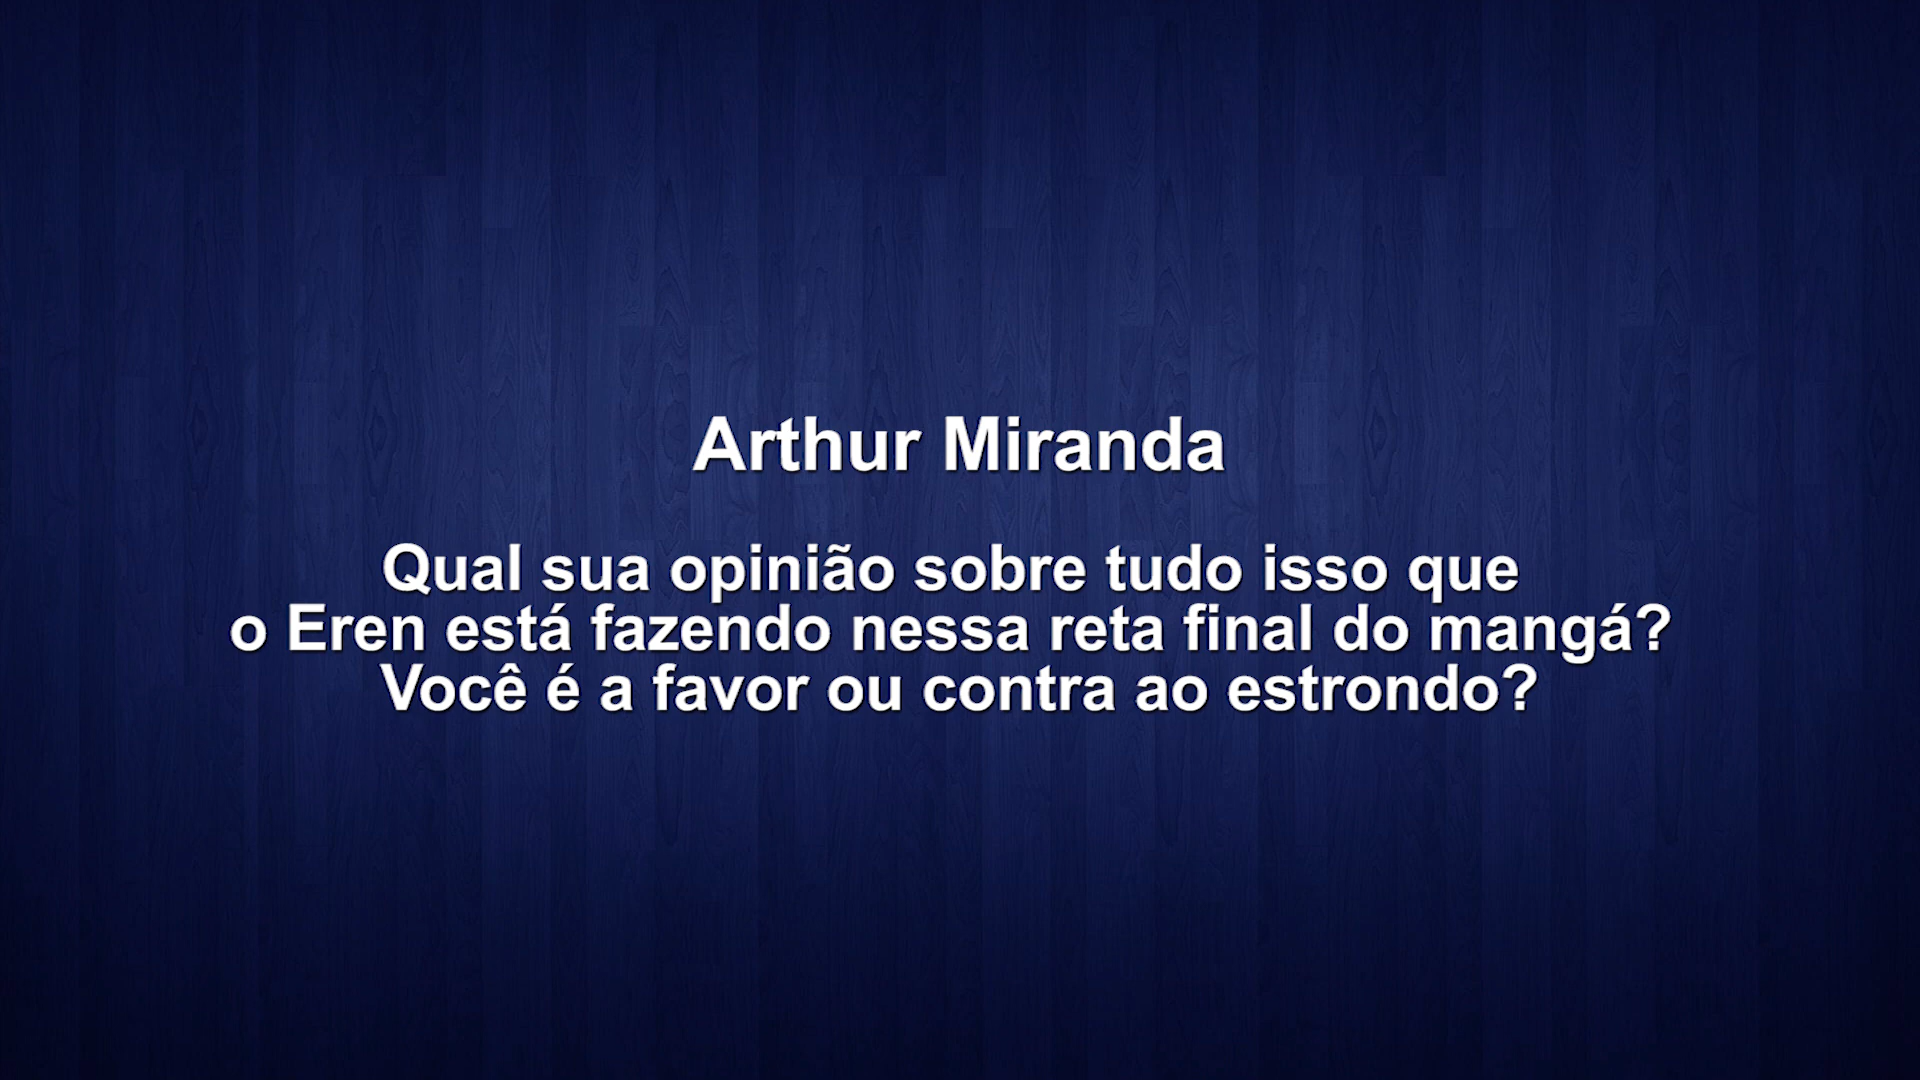 Arthur Miranda
Qual sua opinião sobre tudo isso que
o Eren está fazendo nessa reta final do mangá?
Você é a favor ou contra ao estrondo?